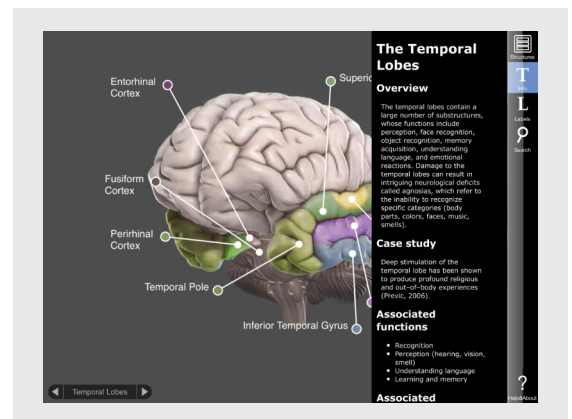 Entorhinal
Cortex
Superio
Fusiform
Cortex
Perirhinal
Cortex
Temporal Pole
Inferior Temporal Gyrus
Temporal Lobes
The Temporal
Lobes
Overview
The temporal lobes contain a
large number of substructures,
whose functions include
perception, face recognition,
object recognition, memory
acquisition, understanding
language, and emotional
reactions. Damage to the
temporal lobes can result in
intriguing neurological deficits
called agnosias, which refer to
the inability to recognize
specific categories (body
parts, colors, faces, music,
smells).
Case study
Deep stimulation of the
temporal lobe has been shown
to produce profound religious
and out-of-body experiences
(Previc, 2006).
Associated
functions
• Recognition
• Perception (hearing, vision,
smell)
• Understanding language
• Learning and memory
Associated
Structures
T
Info
L
Labels
Search
?
Help&About